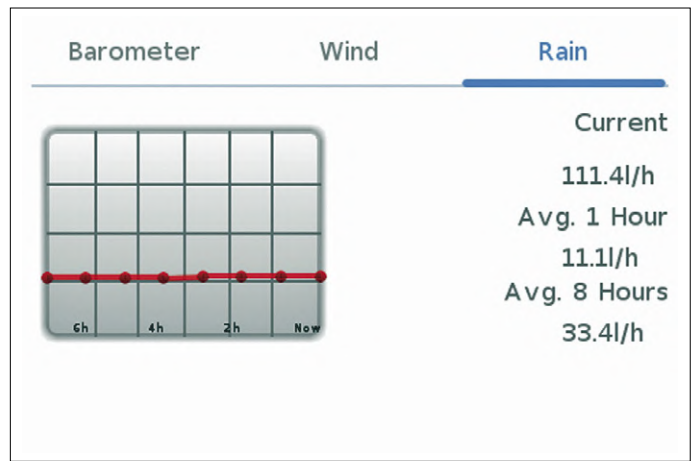 Barometer Wind Rain
Current
111.4l/h
Avg. 1 Hour
11.1l/h
Avg. 8 Hours
33.4l/h
6h 4h 2h Now